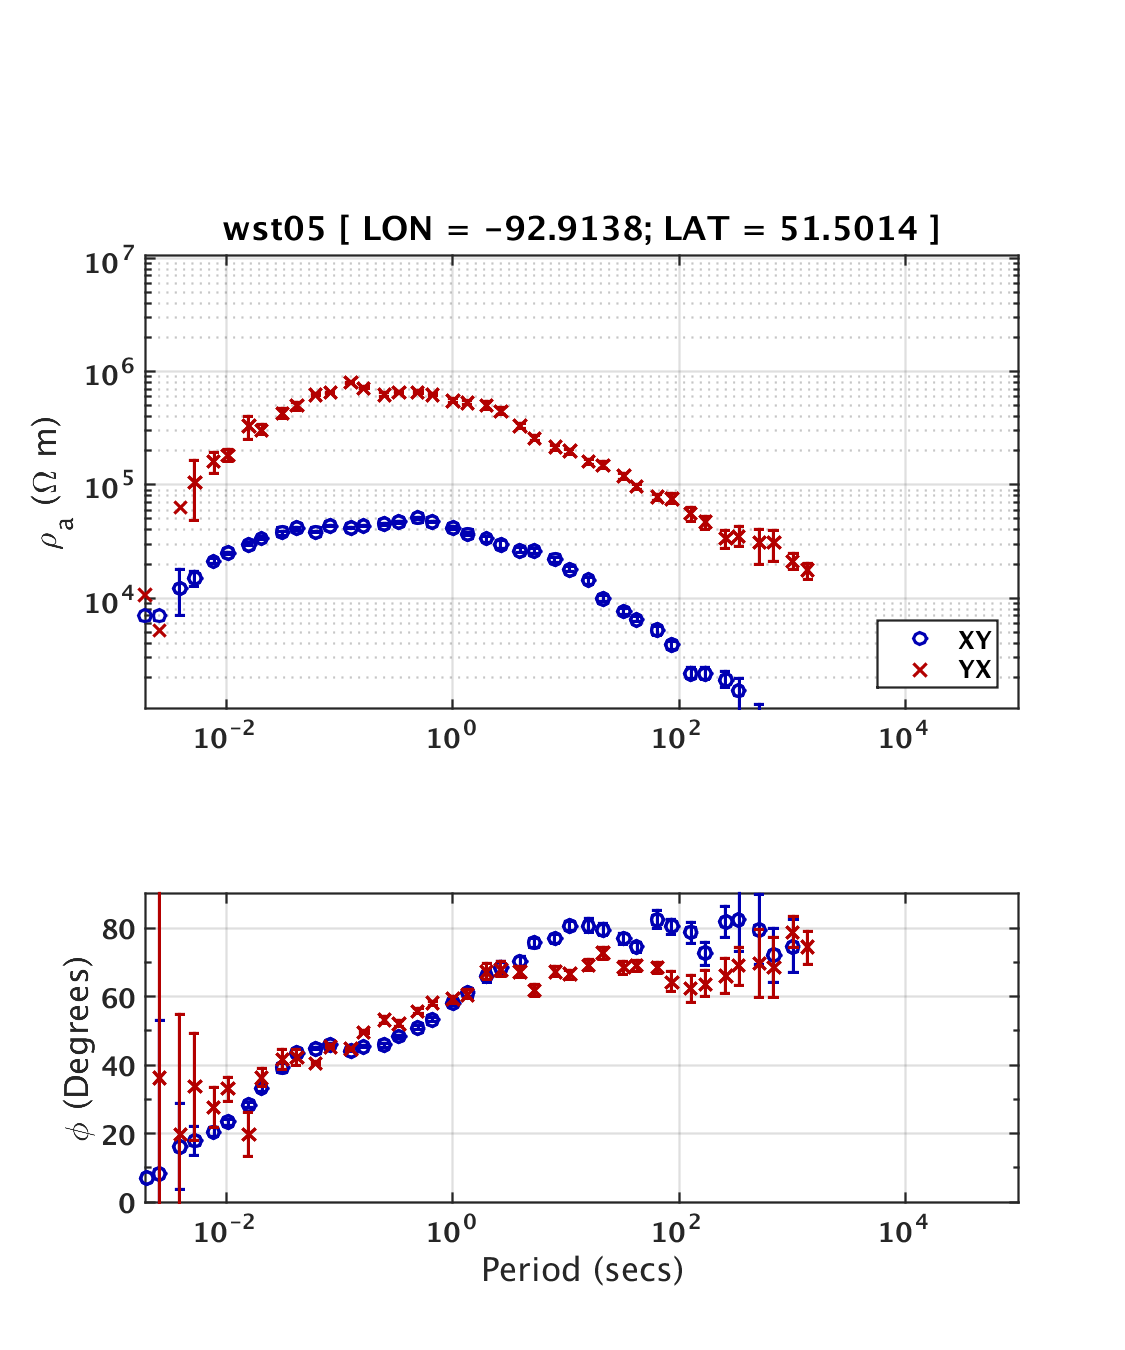 wst05 [ LON = -92.9138; LAT = 51.5014 ]
10^7
10^6
10^5
10^4
ρ_a (Ω m)
XY
YX
10^-2 10^0 10^2 10^4
80
60
40
20
0
ϕ (Degrees)
10^-2 10^0 10^2 10^4
Period (secs)